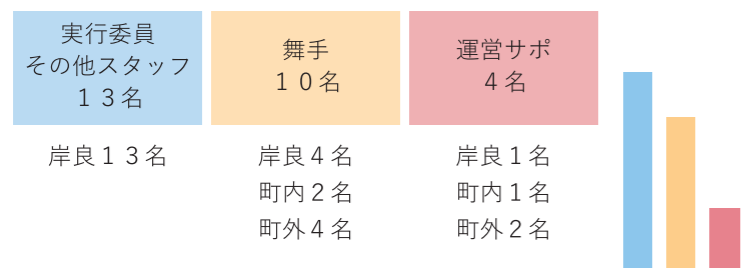 実行委員
その他スタッフ
１３名
舞手
１０名
運営サポ
４名
岸良１３名
岸良４名
町内２名
町外４名
岸良１名
町内１名
町外２名